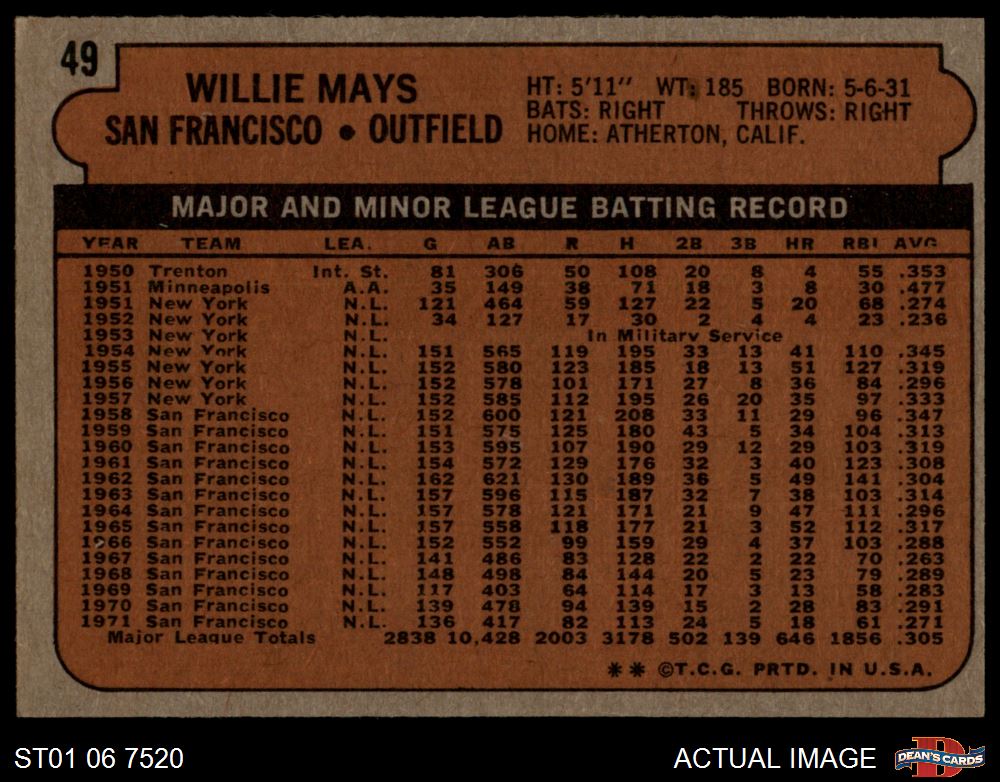 49
WILLIE MAYS
SAN FRANCISCO • OUTFIELD
HT: 5'11" WT: 185 BORN: 5-6-31
BATS: RIGHT THROWS: RIGHT
HOME: ATHERTON, CALIF.
MAJOR AND MINOR LEAGUE BATTING RECORD
YEAR TEAM LEA. G AB R H 2B 3B HR RBI AVG
1950 Trenton Int. St. 81 306 50 108 20 8 4 55 .353
1951 Minneapolis A.A. 35 149 38 71 18 3 8 30 .477
1951 New York N.L. 121 464 59 127 22 5 20 68 .274
1952 New York N.L. 34 127 17 30 2 4 4 23 .236
1953 New York N.L. In Military Service
1954 New York N.L. 151 565 119 195 33 13 41 110 .345
1955 New York N.L. 152 580 123 185 18 13 51 127 .319
1956 New York N.L. 152 578 101 171 27 8 36 84 .296
1957 New York N.L. 152 585 112 195 26 20 35 97 .333
1958 San Francisco N.L. 152 600 121 208 33 11 29 96 .347
1959 San Francisco N.L. 151 575 125 180 43 5 34 104 .313
1960 San Francisco N.L. 153 595 107 190 29 12 29 103 .319
1961 San Francisco N.L. 154 572 129 176 32 3 40 123 .308
1962 San Francisco N.L. 162 621 130 189 36 5 49 141 .304
1963 San Francisco N.L. 157 596 115 187 32 7 38 103 .314
1964 San Francisco N.L. 157 578 121 171 21 9 47 111 .296
1965 San Francisco N.L. 157 558 118 177 21 3 52 112 .317
1966 San Francisco N.L. 152 552 99 159 29 4 37 103 .288
1967 San Francisco N.L. 141 486 83 128 22 2 22 70 .263
1968 San Francisco N.L. 148 498 84 144 20 5 23 79 .289
1969 San Francisco N.L. 117 403 64 114 17 3 13 58 .283
1970 San Francisco N.L. 139 478 94 139 15 2 28 83 .291
1971 San Francisco N.L. 136 417 82 113 24 5 18 61 .271
Major League Totals 2838 10,428 2003 3178 502 139 646 1856 .305
** ©T.C.G. PRTD. IN U.S.A.
ST01 06 7520
ACTUAL IMAGE
D
DEAN'S CARDS